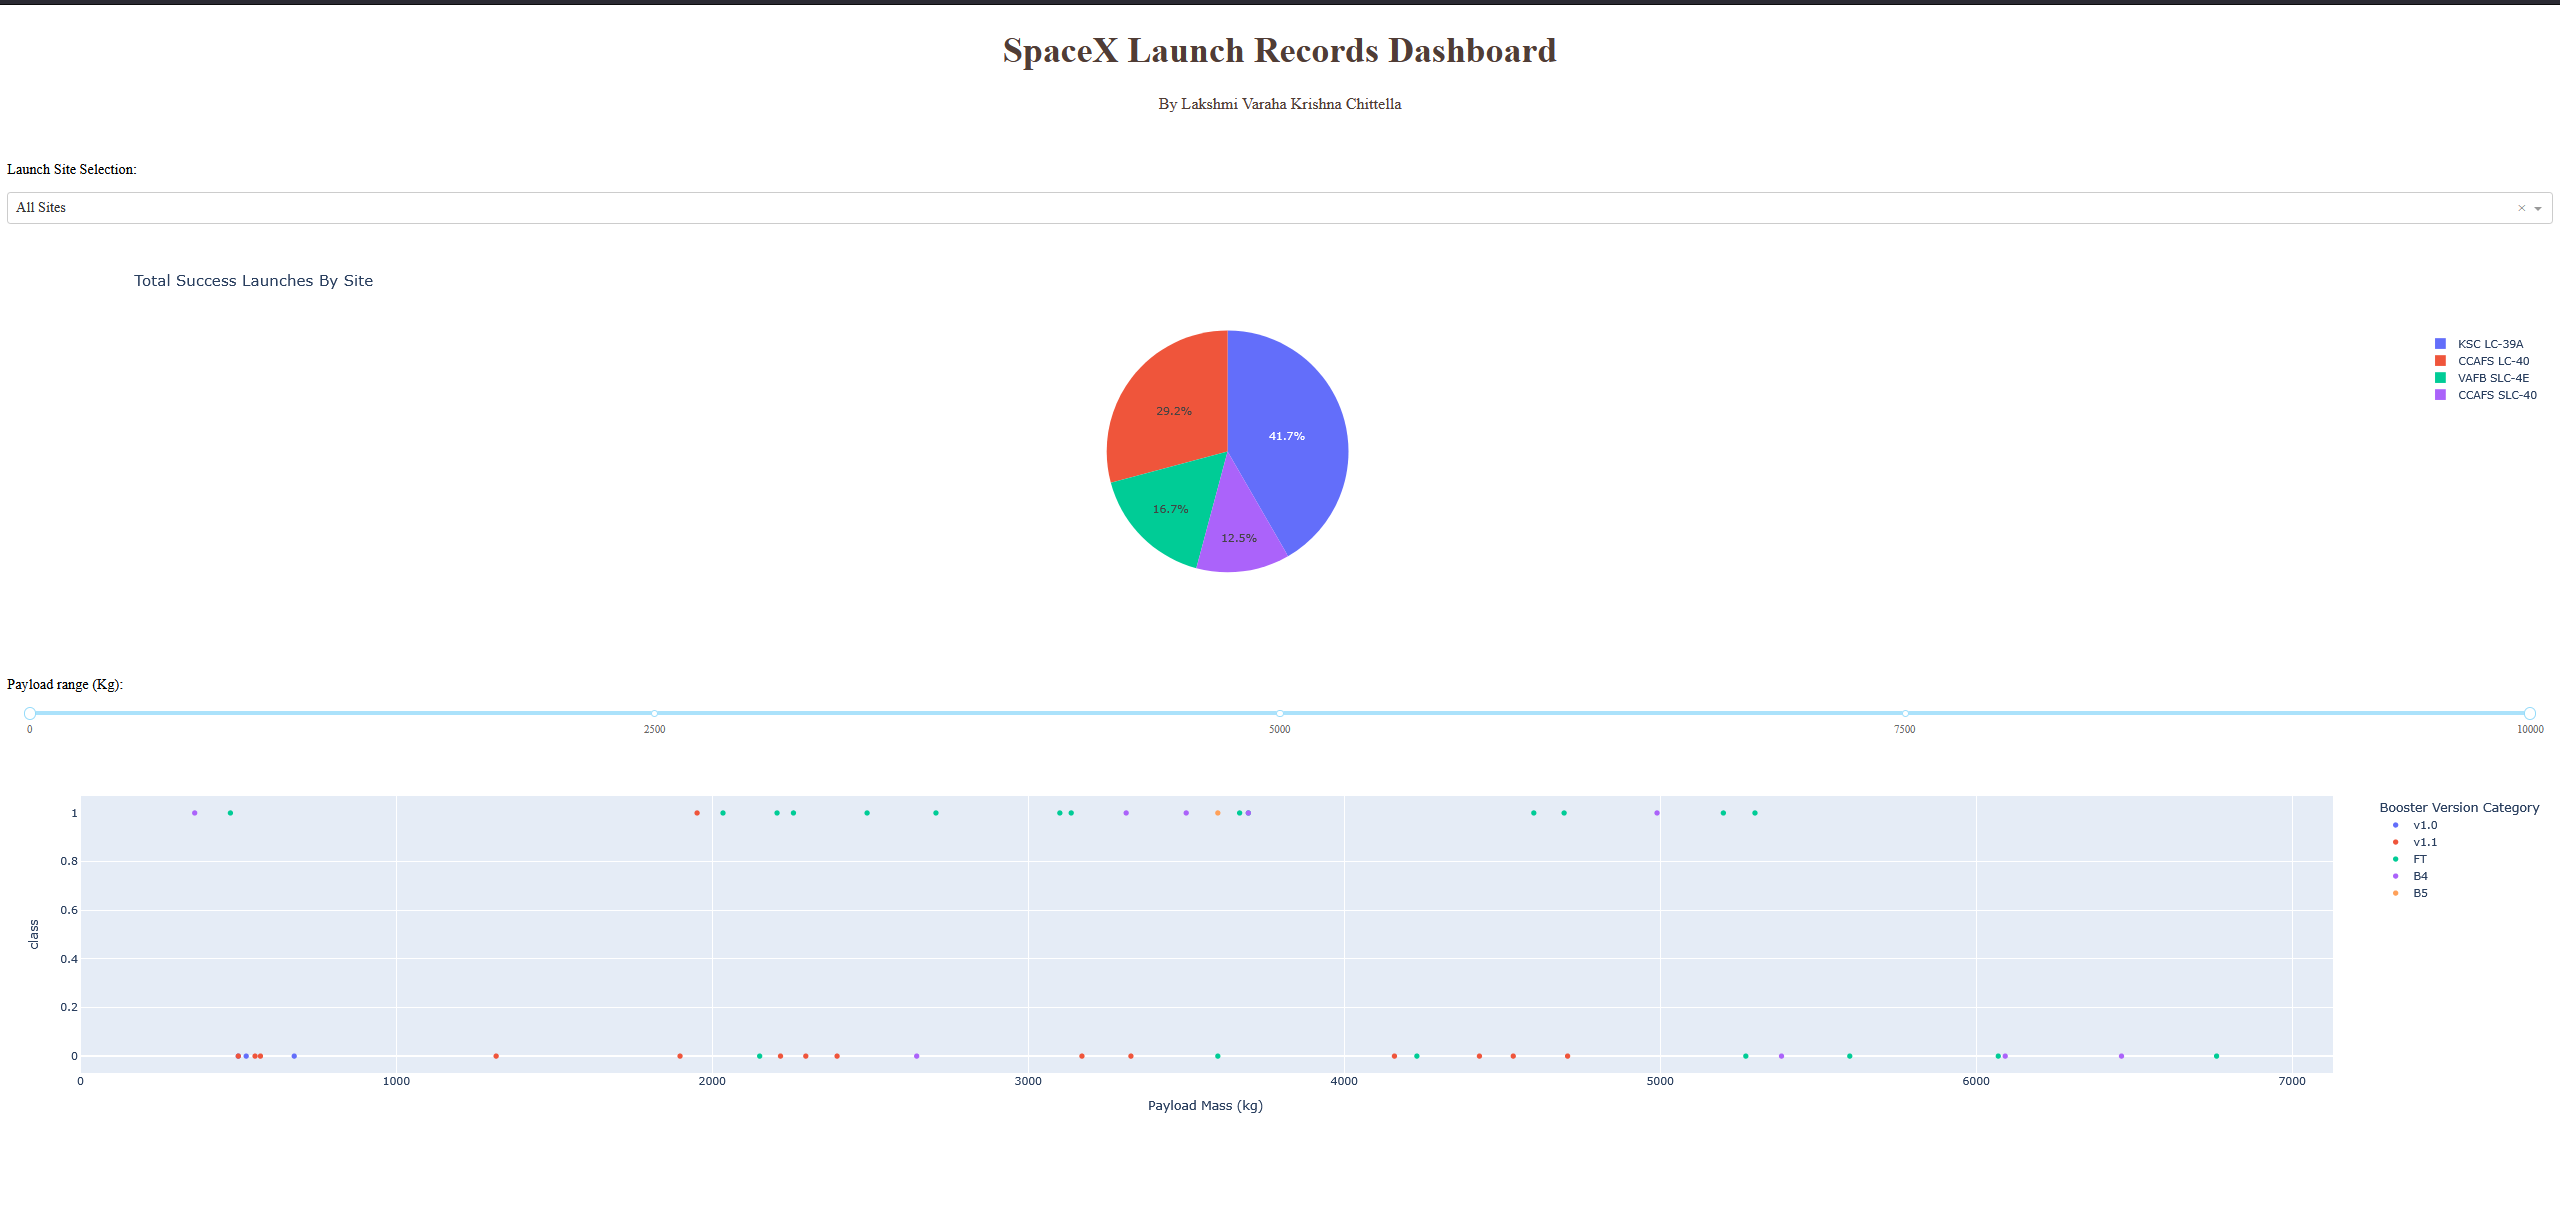 SpaceX Launch Records Dashboard
By Lakshmi Varaha Krishna Chittella
Launch Site Selection:
All Sites
Total Success Launches By Site
KSC LC-39A
CCAFS LC-40
VAFB SLC-4E
CCAFS SLC-40
29.2%
41.7%
16.7%
12.5%
Payload range (Kg):
0 2500 5000 7500 10000
Booster Version Category
v1.0
v1.1
FT
B4
B5
1
0.8
0.6
0.4
0.2
0
class
0 1000 2000 3000 4000 5000 6000 7000
Payload Mass (kg)